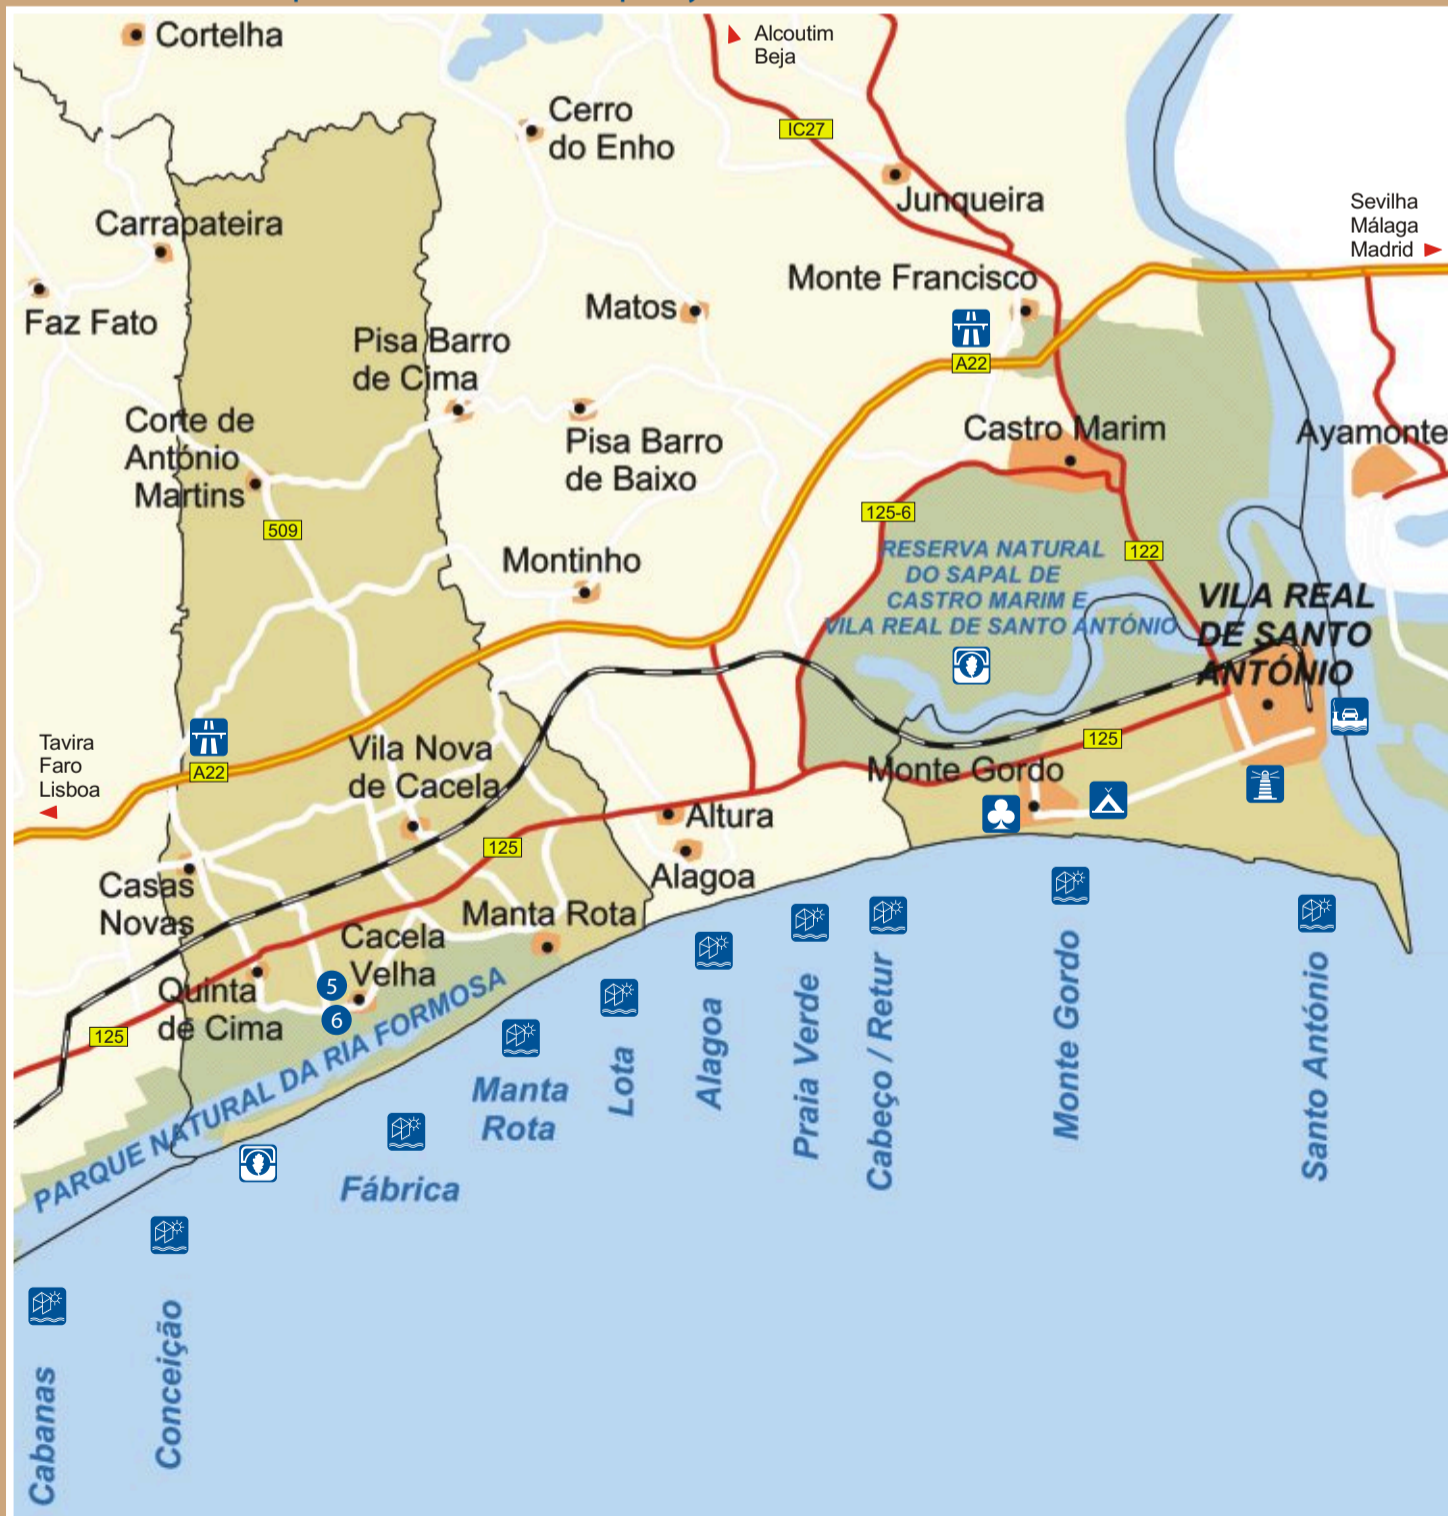 Cortelha
Alcoutim
Beja
Cerro
do Enho
IC27
Junqueira
Carrapateira
Sevilha
Málaga
Madrid
Monte Francisco
Faz Fato
Matos
Pisa Barro
de Cima
A22
Corte de
António
Martins
Castro Marim
Ayamonte
Pisa Barro
de Baixo
509
125-6
122
RESERVA NATURAL
DO SAPAL DE
CASTRO MARIM E
VILA REAL DE SANTO ANTÓNIO
Montinho
VILA REAL
DE SANTO
ANTÓNIO
Tavira
Faro
Lisboa
A22
Vila Nova
de Cacela
125
Monte Gordo
Altura
125
Alagoa
Casas
Novas
Manta Rota
Cacela
Velha
5
6
Quinta
de Cima
125
PARQUE NATURAL DA RIA FORMOSA
Cabanas
Conceição
Fábrica
Manta
Rota
Lota
Alagoa
Praia Verde
Cabeço / Retur
Monte Gordo
Santo António